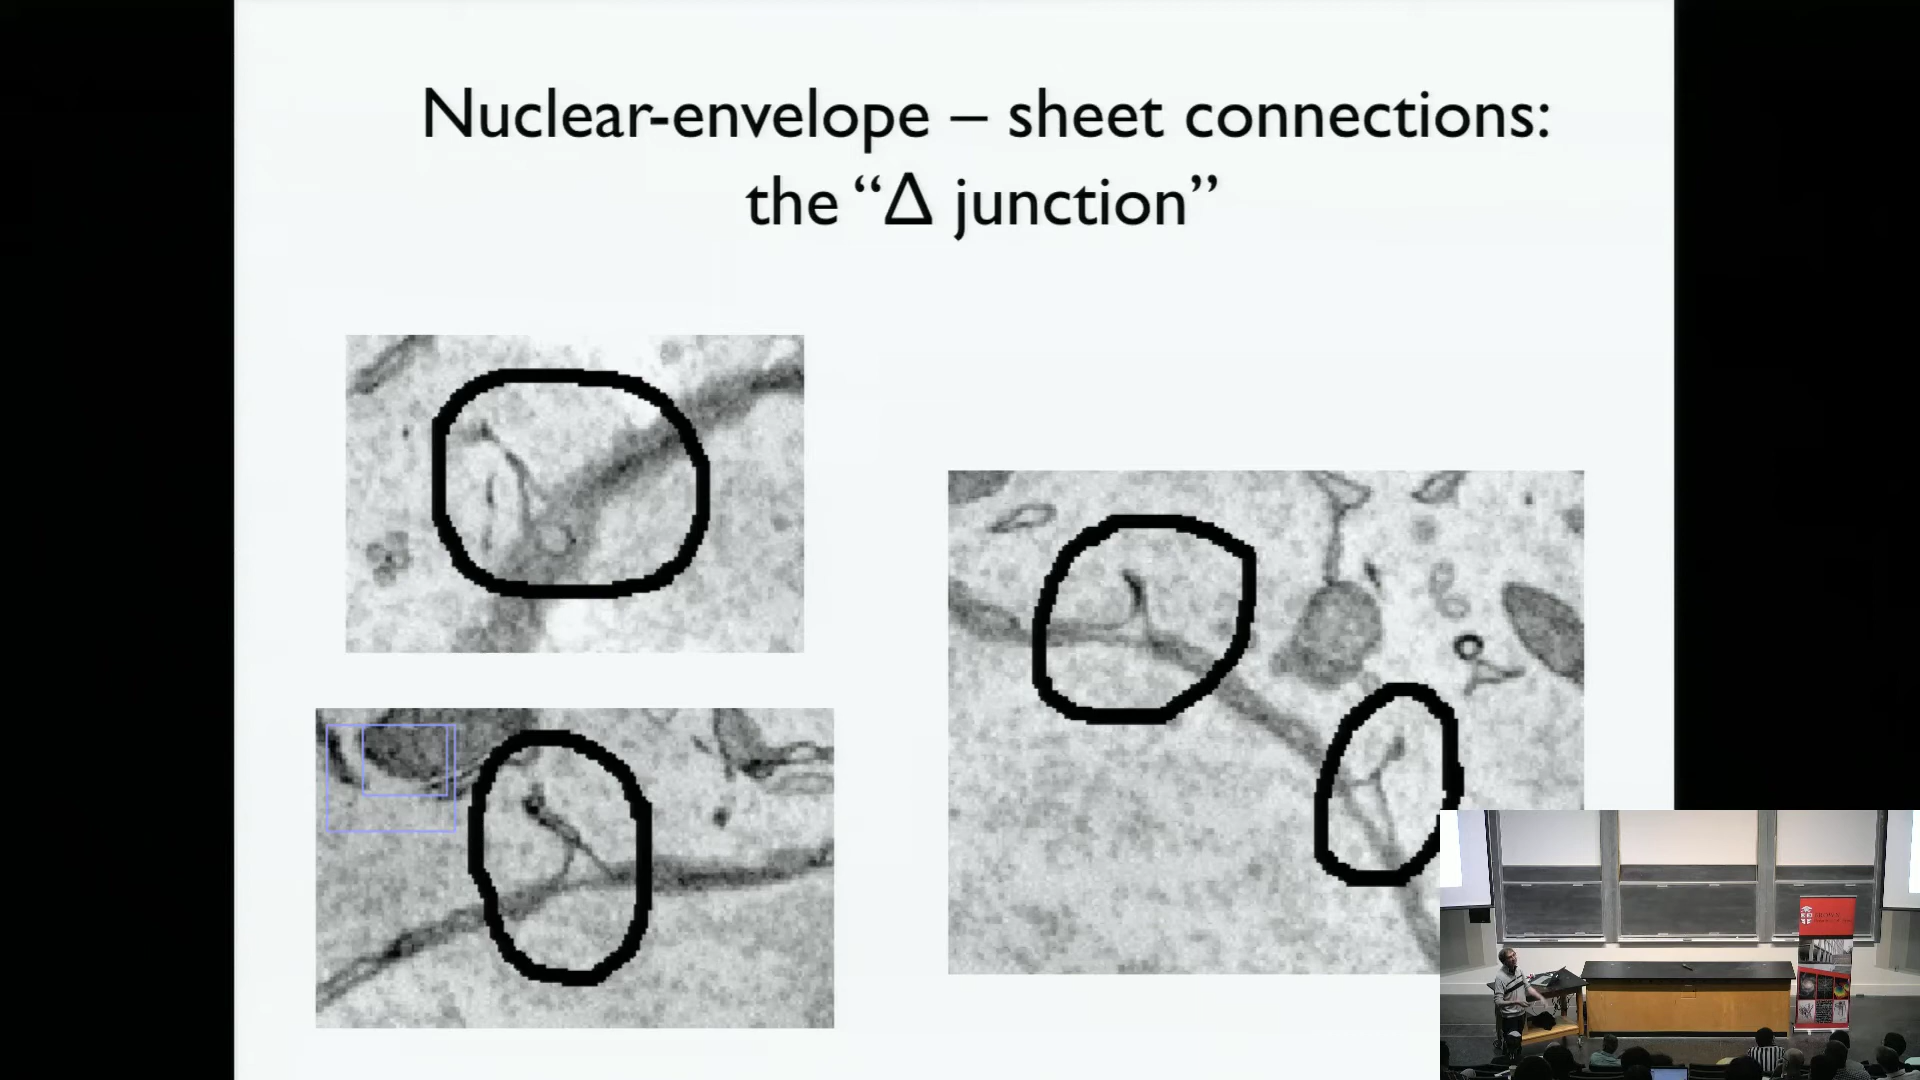 Nuclear-envelope – sheet connections:
the “Δ junction”